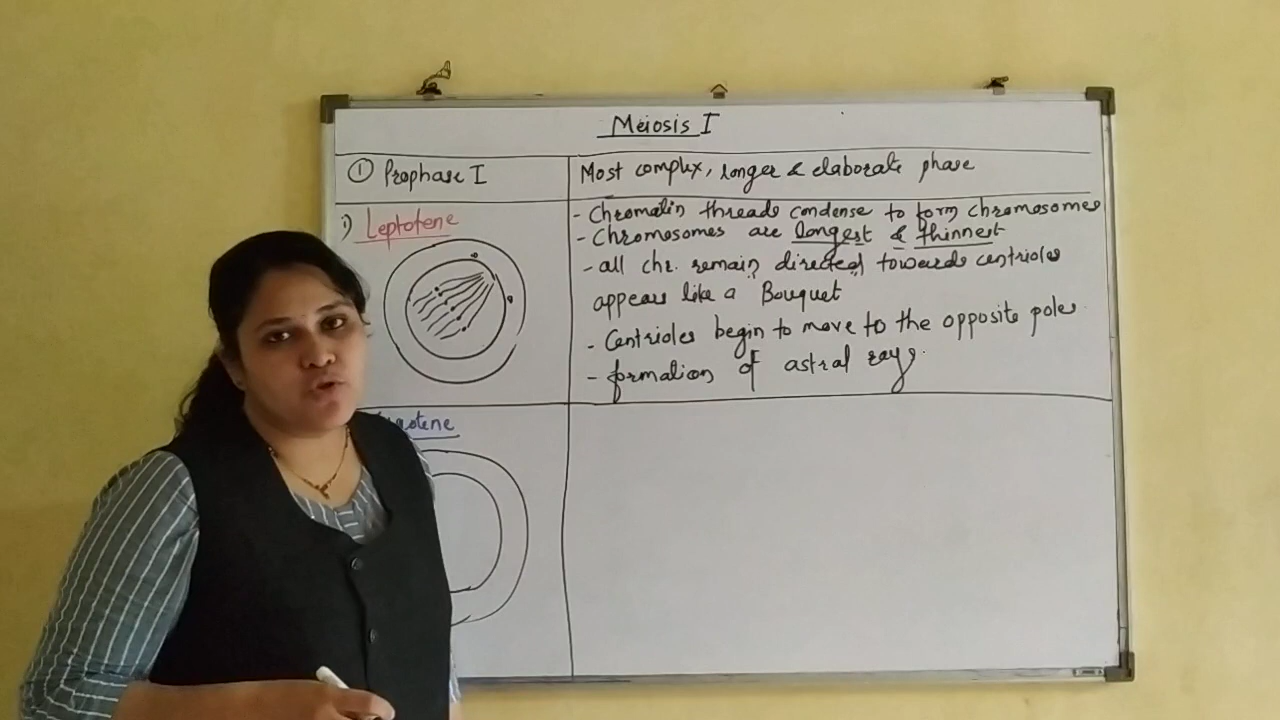 Meiosis I
① Prophase I
Most complex, longer & elaborate phase
i) Leptotene
- Chromatin threads condense to form chromosomes
- Chromosomes are longest & thinnest
- all chr. remain directed towards centrioles
appears like a "Bouquet
- Centrioles begin to move to the opposite poles.
- formation of astral rays.